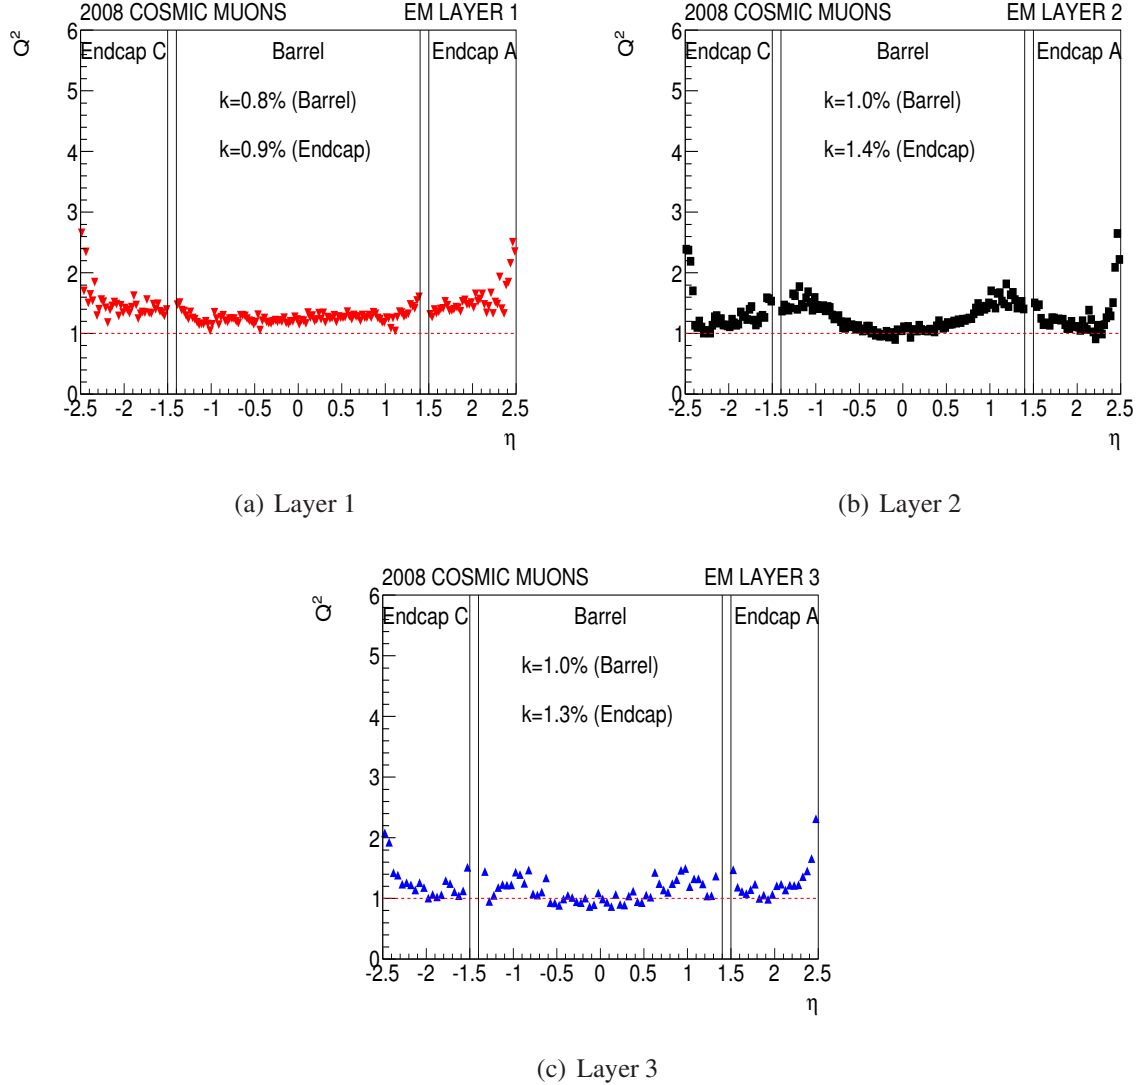 2008 COSMIC MUONS EM LAYER 1
Q²
Endcap C Barrel Endcap A
k=0.8% (Barrel)
k=0.9% (Endcap)
6
5
4
3
2
1
0
-2.5 -2 -1.5 -1 -0.5 0 0.5 1 1.5 2 2.5
η
(a) Layer 1
2008 COSMIC MUONS EM LAYER 2
Q²
Endcap C Barrel Endcap A
k=1.0% (Barrel)
k=1.4% (Endcap)
6
5
4
3
2
1
0
-2.5 -2 -1.5 -1 -0.5 0 0.5 1 1.5 2 2.5
η
(b) Layer 2
2008 COSMIC MUONS EM LAYER 3
Q²
Endcap C Barrel Endcap A
k=1.0% (Barrel)
k=1.3% (Endcap)
6
5
4
3
2
1
0
-2.5 -2 -1.5 -1 -0.5 0 0.5 1 1.5 2 2.5
η
(c) Layer 3